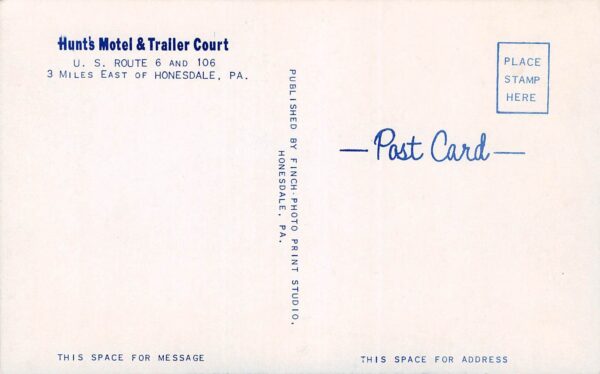 Hunt's Motel & Trailer Court
U. S. ROUTE 6 AND 106
3 MILES EAST OF HONESDALE, PA.
PUBLISHED BY FINCH-PHOTO PRINT STUDIO,
HONESDALE, PA.
PLACE
STAMP
HERE
Post Card
THIS SPACE FOR MESSAGE
THIS SPACE FOR ADDRESS